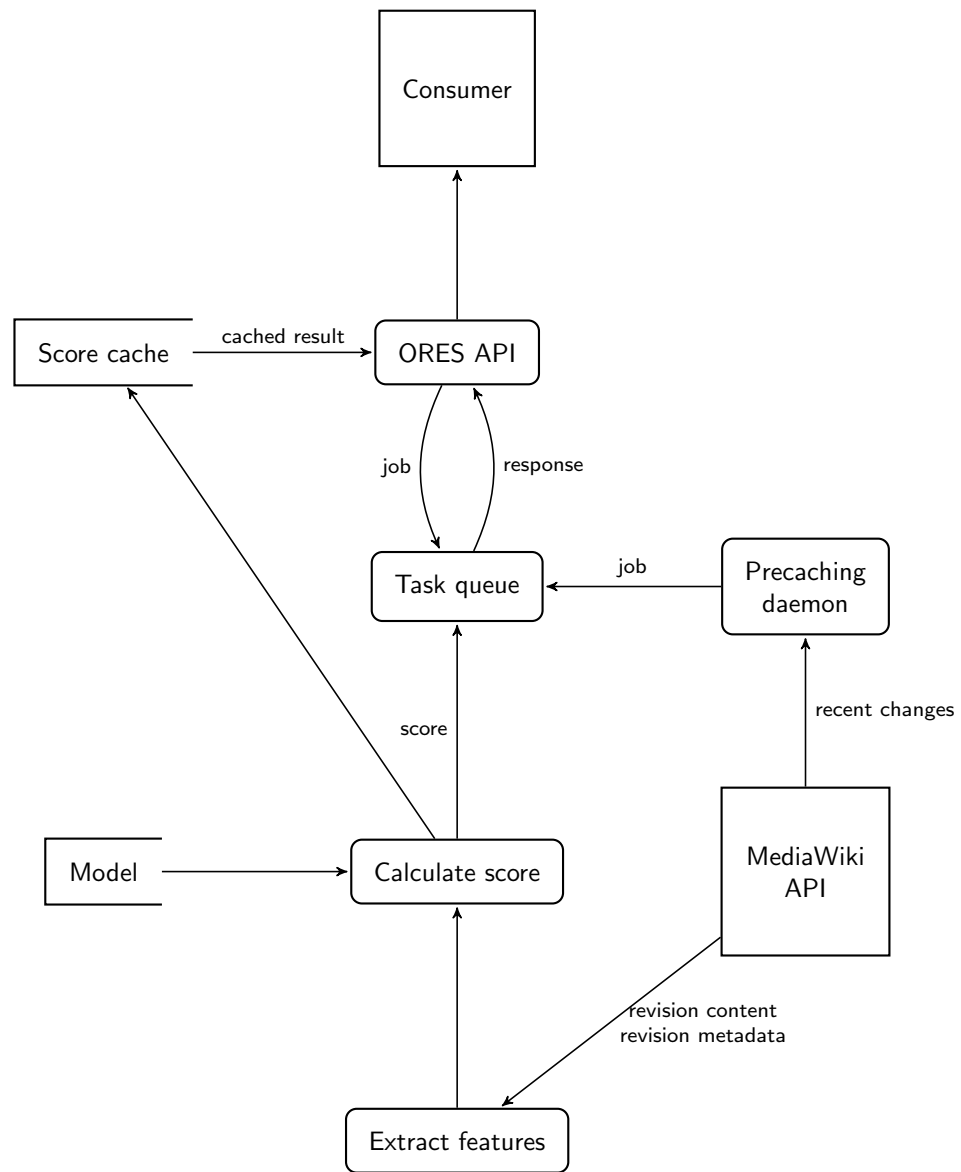 Consumer
Score cache
cached result
ORES API
job
response
Task queue
job
Precaching
daemon
score
recent changes
Model
Calculate score
MediaWiki
API
revision content
revision metadata
Extract features